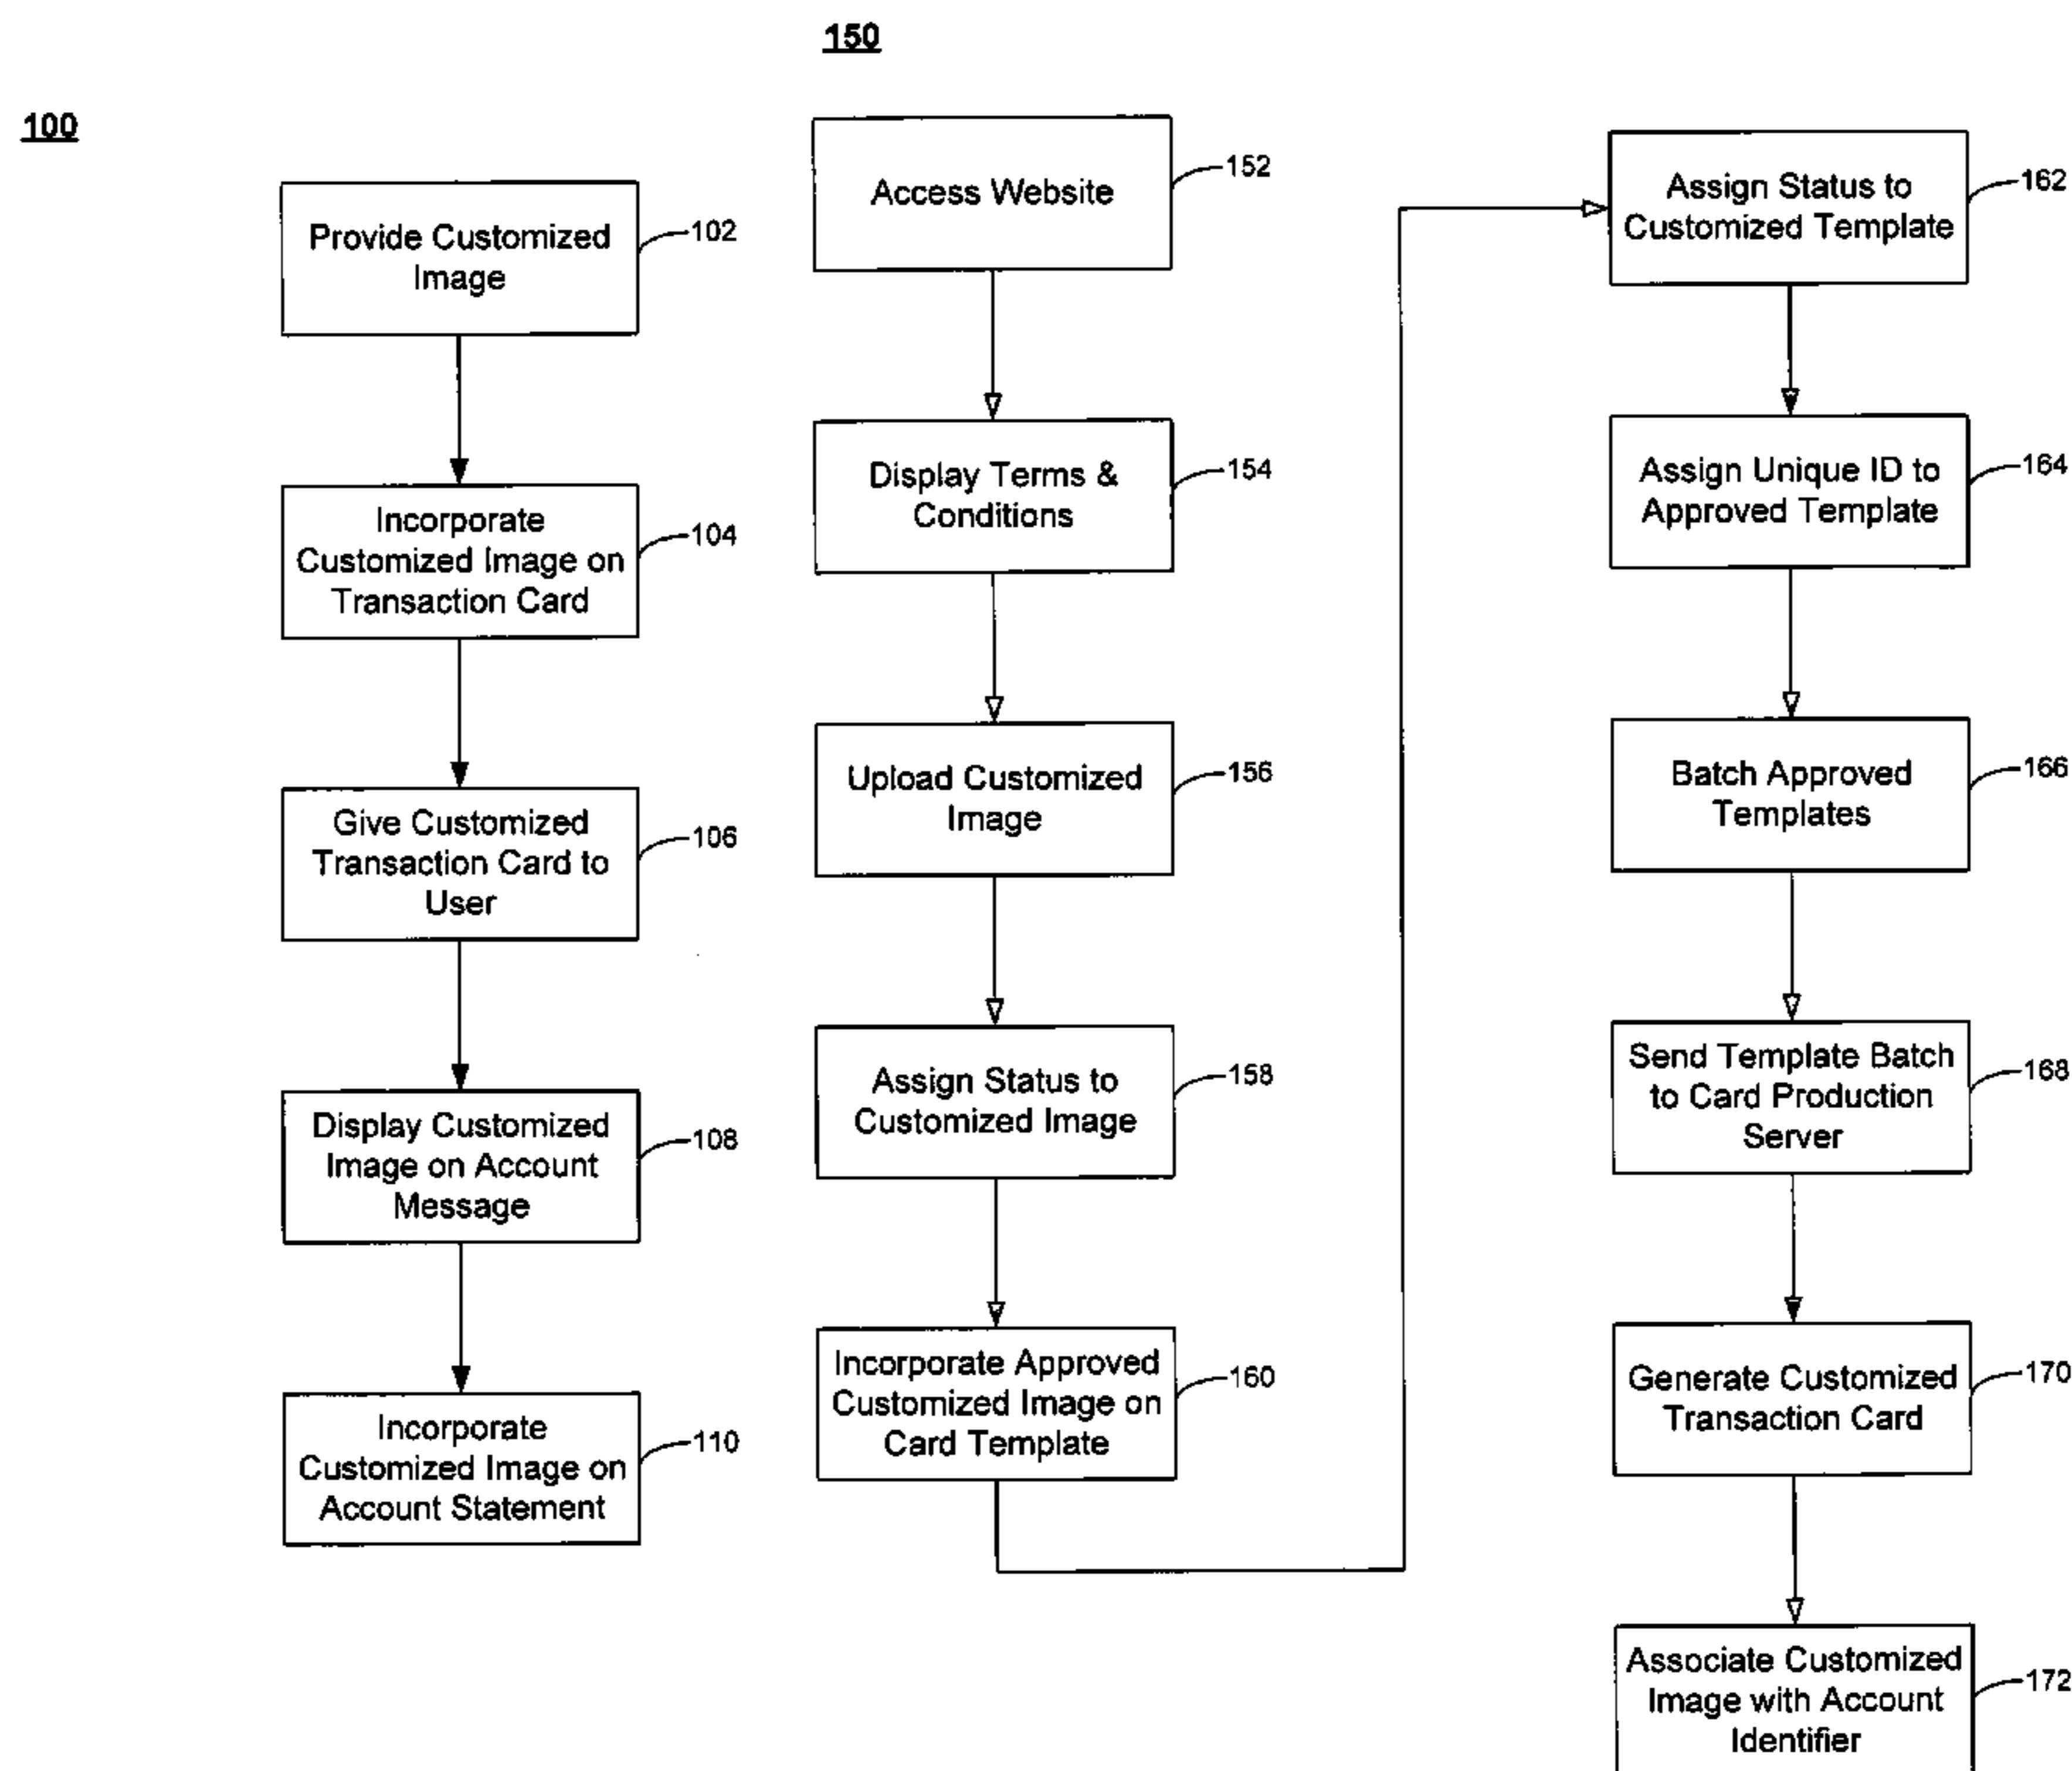 100
Provide Customized
Image
102
Incorporate
Customized Image on
Transaction Card
104
Give Customized
Transaction Card to
User
106
Display Customized
Image on Account
Message
108
Incorporate
Customized Image on
Account Statement
110
150
Access Website
152
Display Terms &
Conditions
154
Upload Customized
Image
156
Assign Status to
Customized Image
158
Incorporate Approved
Customized Image on
Card Template
160
Assign Status to
Customized Template
162
Assign Unique ID to
Approved Template
164
Batch Approved
Templates
166
Send Template Batch
to Card Production
Server
168
Generate Customized
Transaction Card
170
Associate Customized
Image with Account
Identifier
172